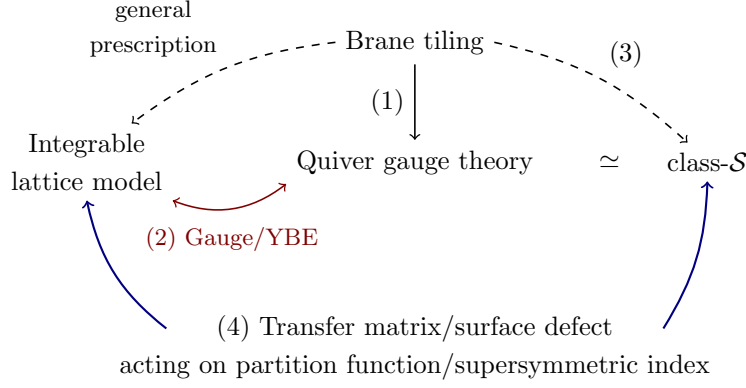 general
prescription
Brane tiling
(3)
(1)
Integrable
lattice model
Quiver gauge theory ≃ class-𝒮
(2) Gauge/YBE
(4) Transfer matrix/surface defect
acting on partition function/supersymmetric index